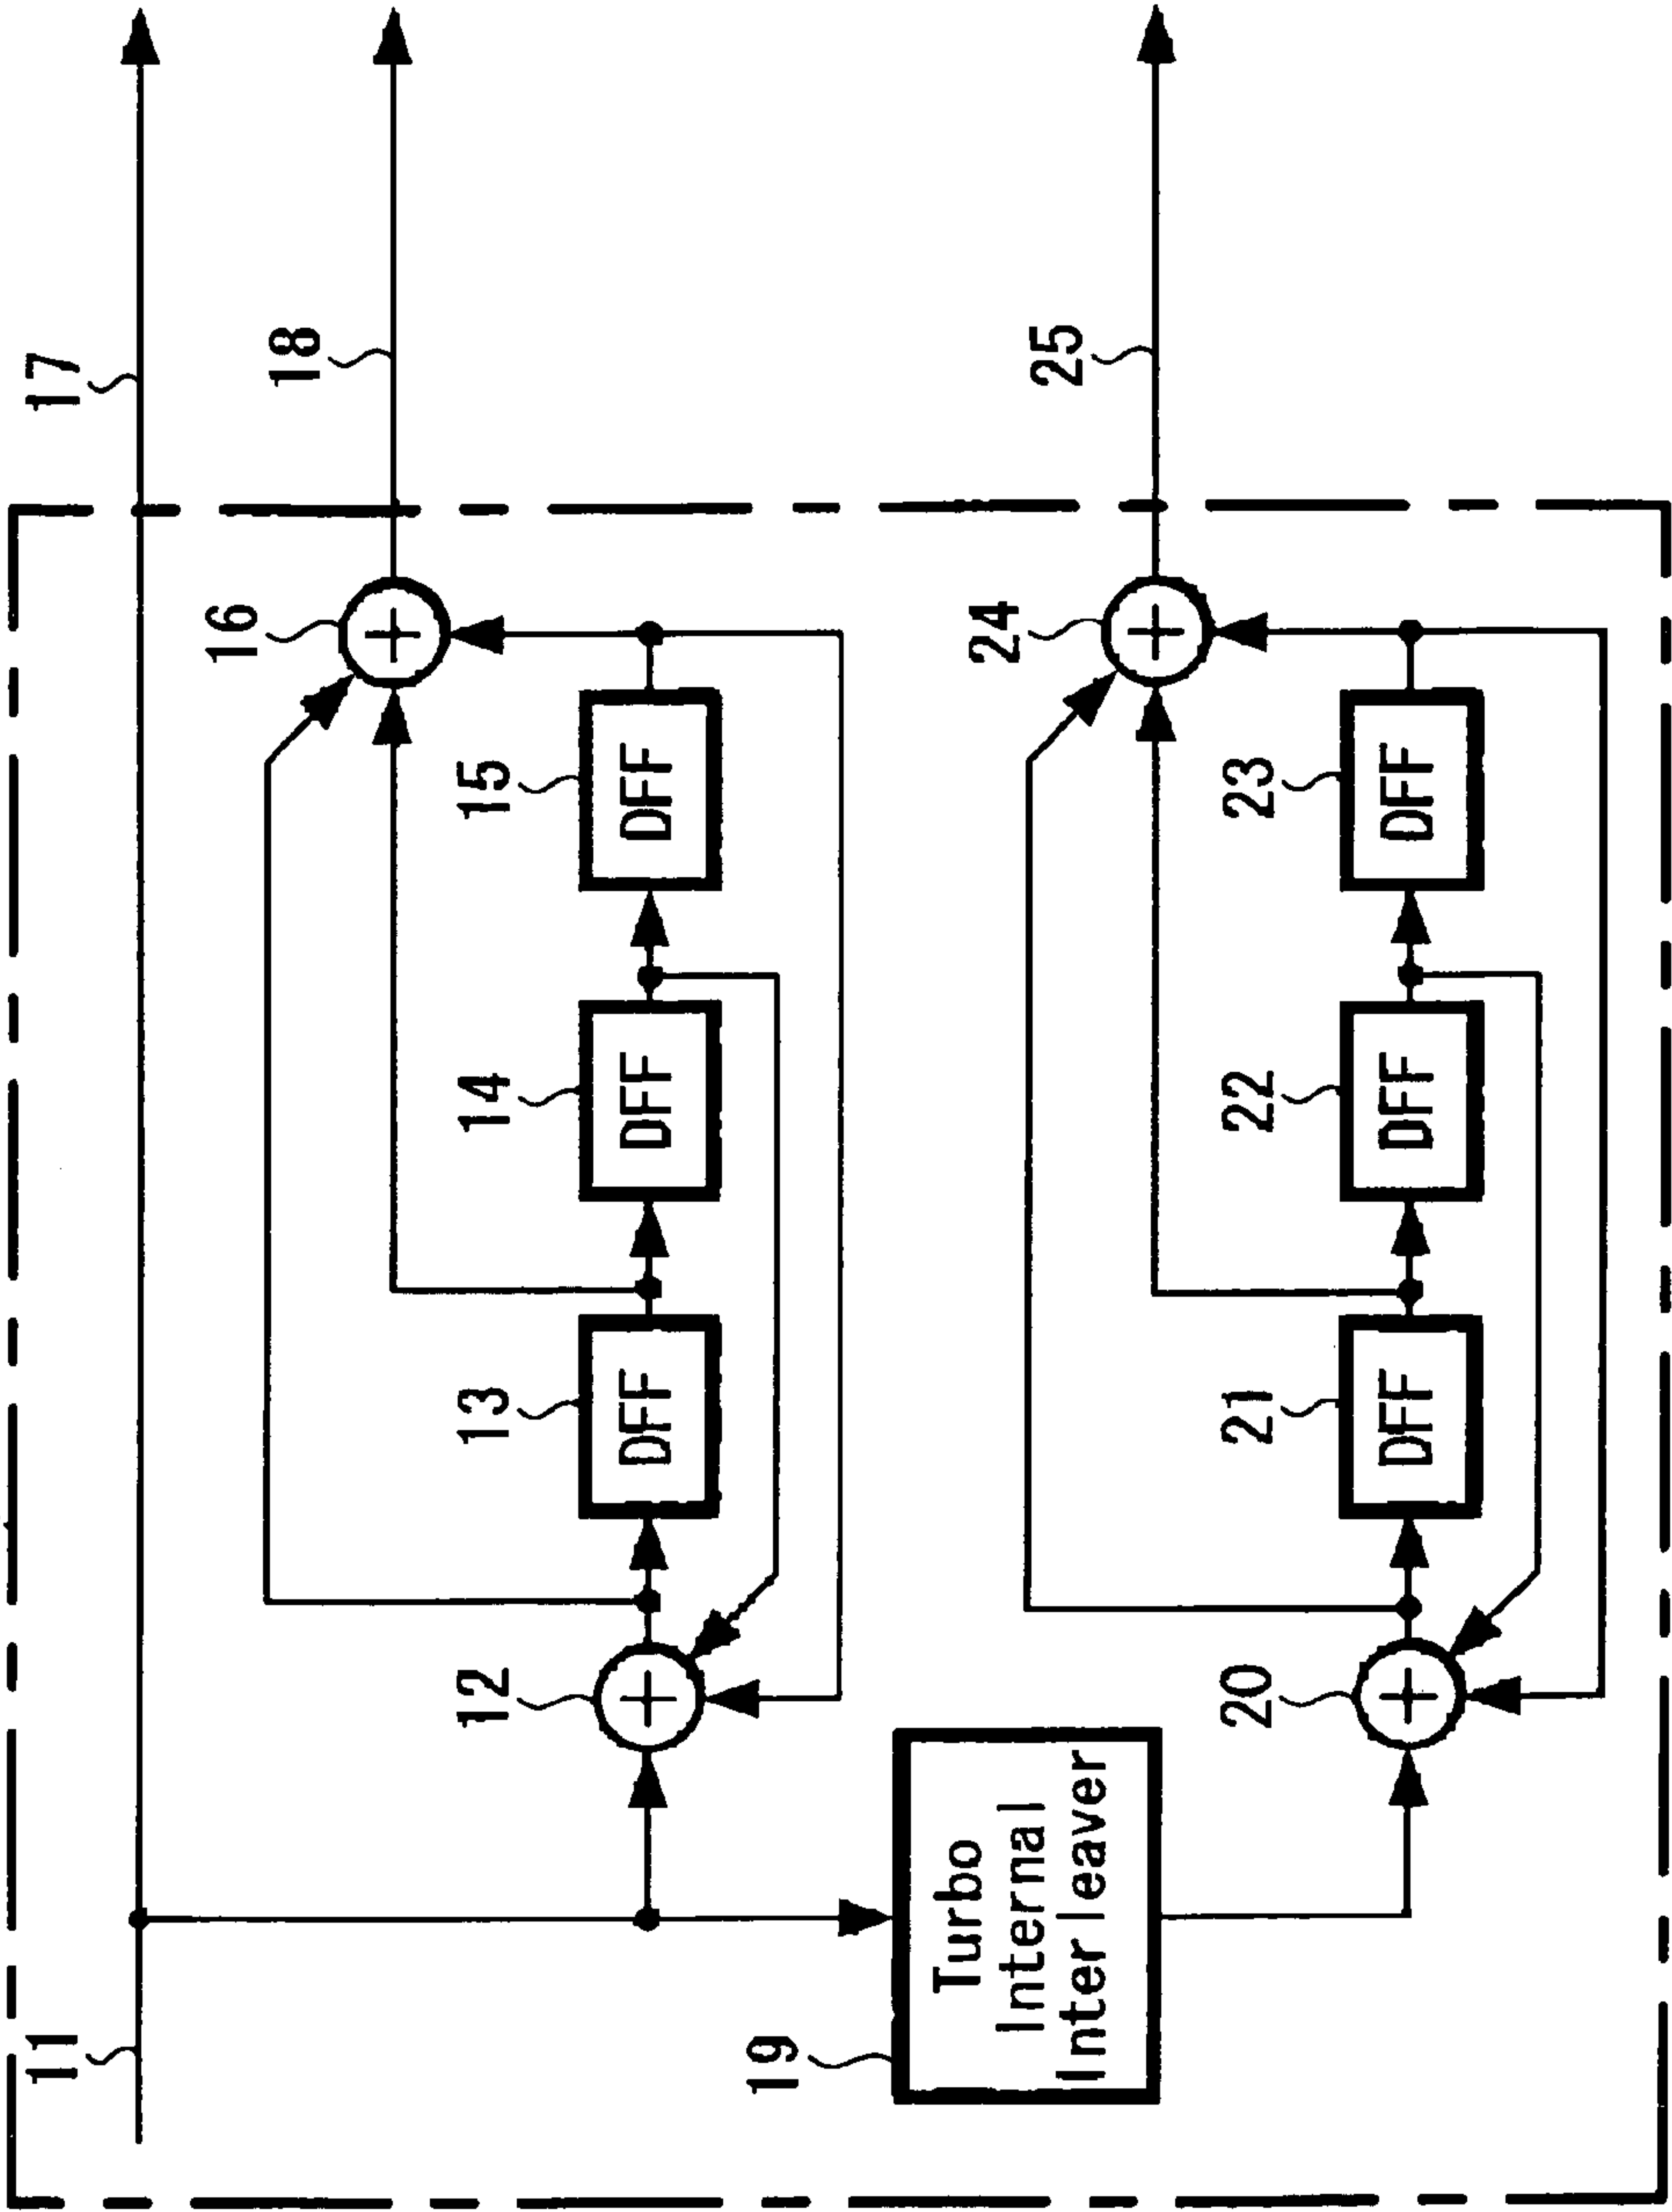 11
17
16
18
12
13
14
15
DFF
DFF
DFF
19
Turbo
Internal
Interleaver
24
25
20
21
22
23
DFF
DFF
DFF